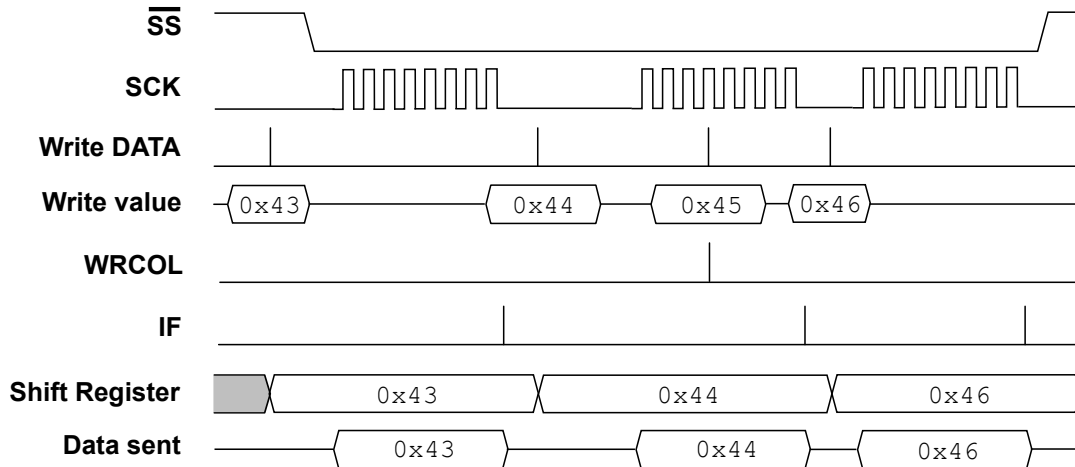 SS
SCK
Write DATA
Write value 0x43 0x44 0x45 0x46
WRCOL
IF
Shift Register 0x43 0x44 0x46
Data sent 0x43 0x44 0x46